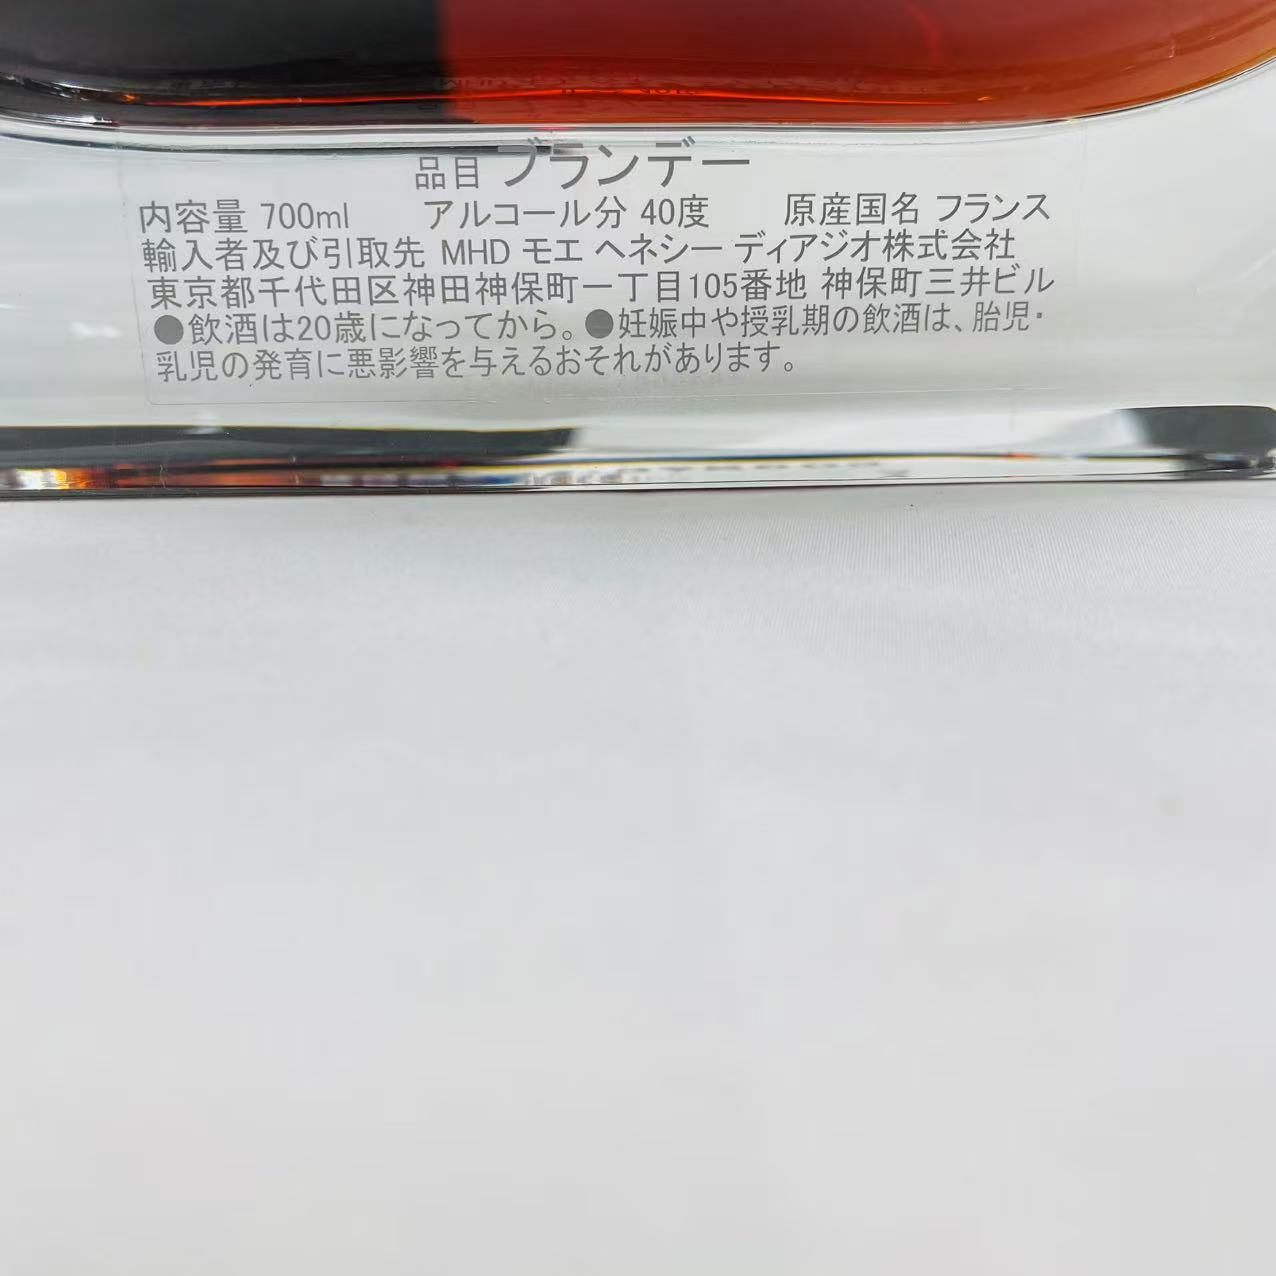 品目 ブランデー
内容量 700ml アルコール分 40度 原産国名 フランス
輸入者及び引取先 MHD モエ ヘネシー ディアジオ株式会社
東京都千代田区神田神保町一丁目105番地 神保町三井ビル
●飲酒は20歳になってから。●妊娠中や授乳期の飲酒は、胎児・
乳児の発育に悪影響を与えるおそれがあります。